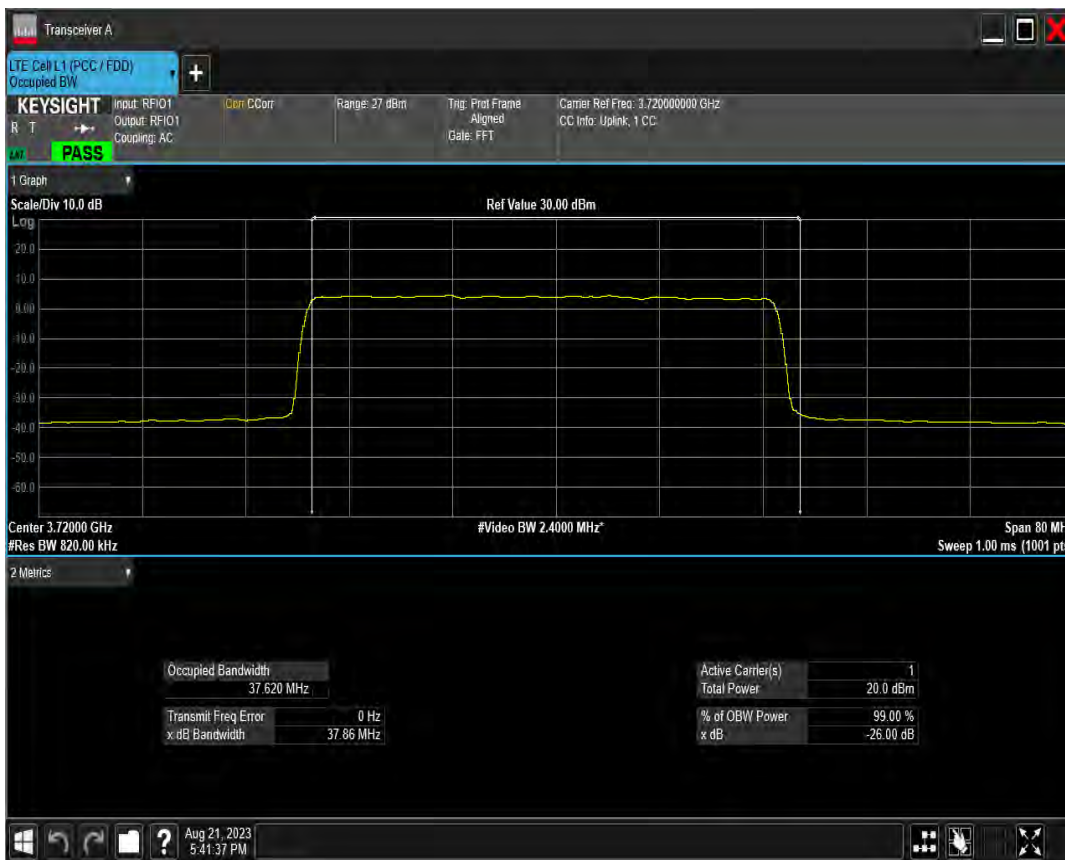 Transceiver A
LTE Cell L1 (PCC / FDD)
Occupied BW
+
KEYSIGHT
R T
PASS
Input: RFIO1
Output: RFIO1
Coupling: AC
Corr CCorr
Range: 27 dBm
Trig: Prot Frame
Aligned
Gate: FFT
Carrier Ref Freq: 3.720000000 GHz
CC Info: Uplink, 1 CC
1 Graph
Scale/Div 10.0 dB
Ref Value 30.00 dBm
Log
20.0
10.0
0.00
-10.0
-20.0
-30.0
-40.0
-50.0
-60.0
Center 3.72000 GHz
#Video BW 2.4000 MHz*
Span 80 MH
#Res BW 820.00 kHz
Sweep 1.00 ms (1001 pts
2 Metrics
Occupied Bandwidth
37.620 MHz
Transmit Freq Error 0 Hz
x dB Bandwidth 37.86 MHz
Active Carrier(s) 1
Total Power 20.0 dBm
% of OBW Power 99.00 %
x dB -26.00 dB
?
Aug 21, 2023
5:41:37 PM